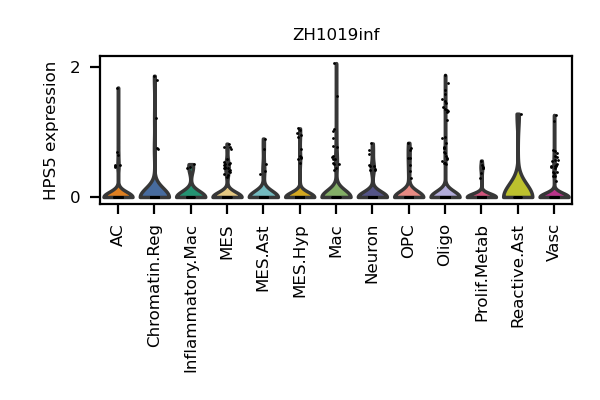 ZH1019inf
HPS5 expression
2
0
AC
Chromatin.Reg
Inflammatory.Mac
MES
MES.Ast
MES.Hyp
Mac
Neuron
OPC
Oligo
Prolif.Metab
Reactive.Ast
Vasc